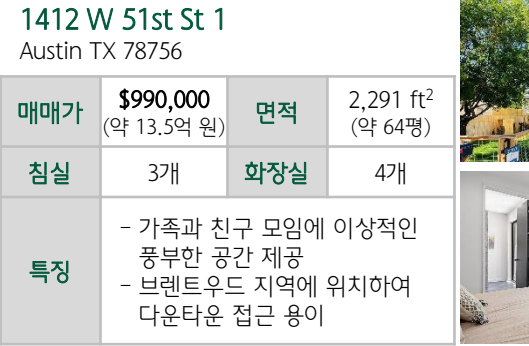 1412 W 51st St 1
Austin TX 78756
매매가
$990,000
(약 13.5억 원)
면적
2,291 ft²
(약 64평)
침실
3개
화장실
4개
특징
- 가족과 친구 모임에 이상적인
풍부한 공간 제공
- 브렌트우드 지역에 위치하여
다운타운 접근 용이